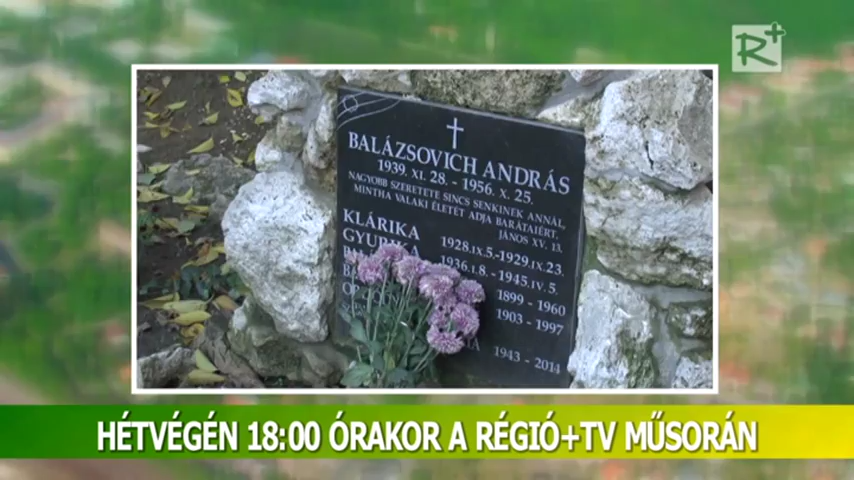 R+
BALÁZSOVICH ANDRÁS
1939. XI. 28. - 1956. X. 25.
NAGYOBB SZERETETE SINCS SENKINEK ANNÁL,
MINTHA VALAKI ÉLETÉT ADJA BARÁTAIÉRT.
JÁNOS XV. 13.
KLÁRIKA 1928.IX.5.-1929.IX.23.
GYURIKA 1936.I.8.-1945.IV.5.
1899 - 1960
1903 - 1997
1943 - 2014
HÉTVÉGÉN 18:00 ÓRAKOR A RÉGIÓ+TV MŰSORÁN